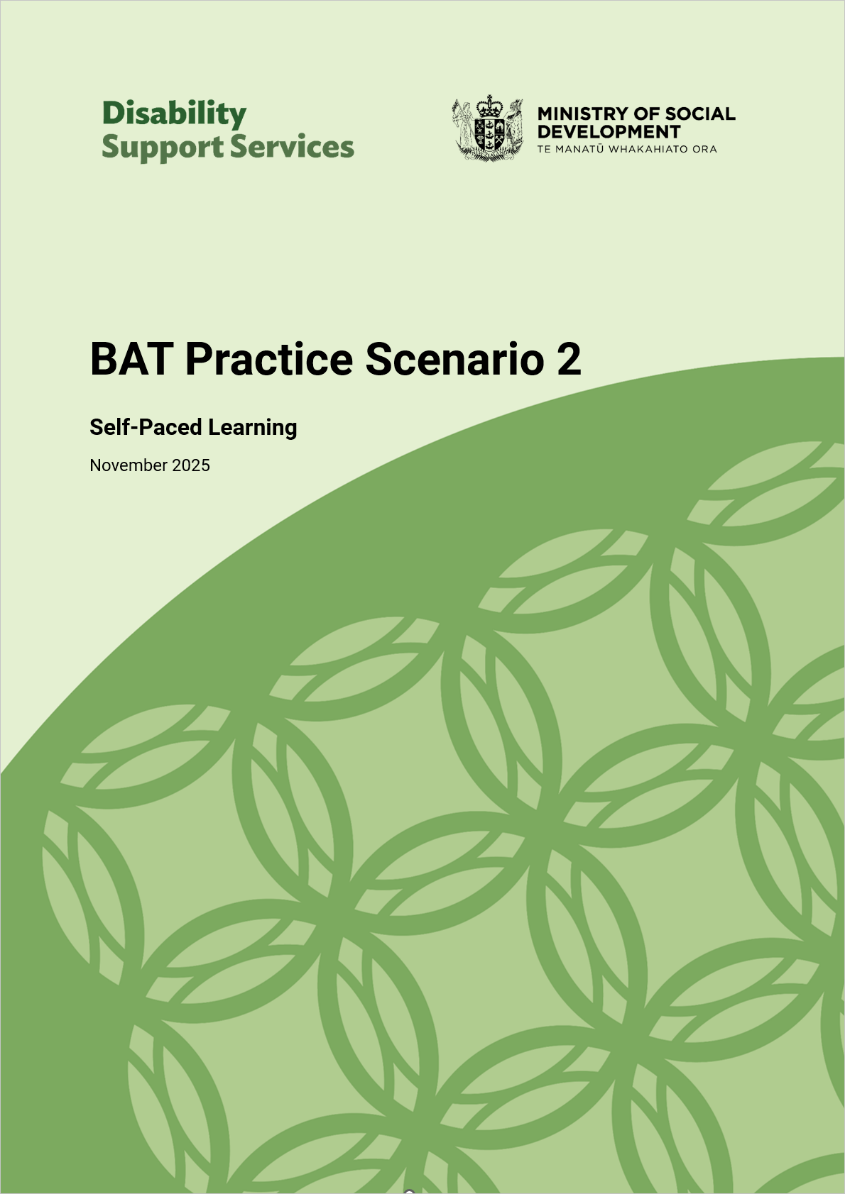 Disability
Support Services
MINISTRY OF SOCIAL
DEVELOPMENT
TE MANATŪ WHAKAHIATO ORA
BAT Practice Scenario 2
Self-Paced Learning
November 2025